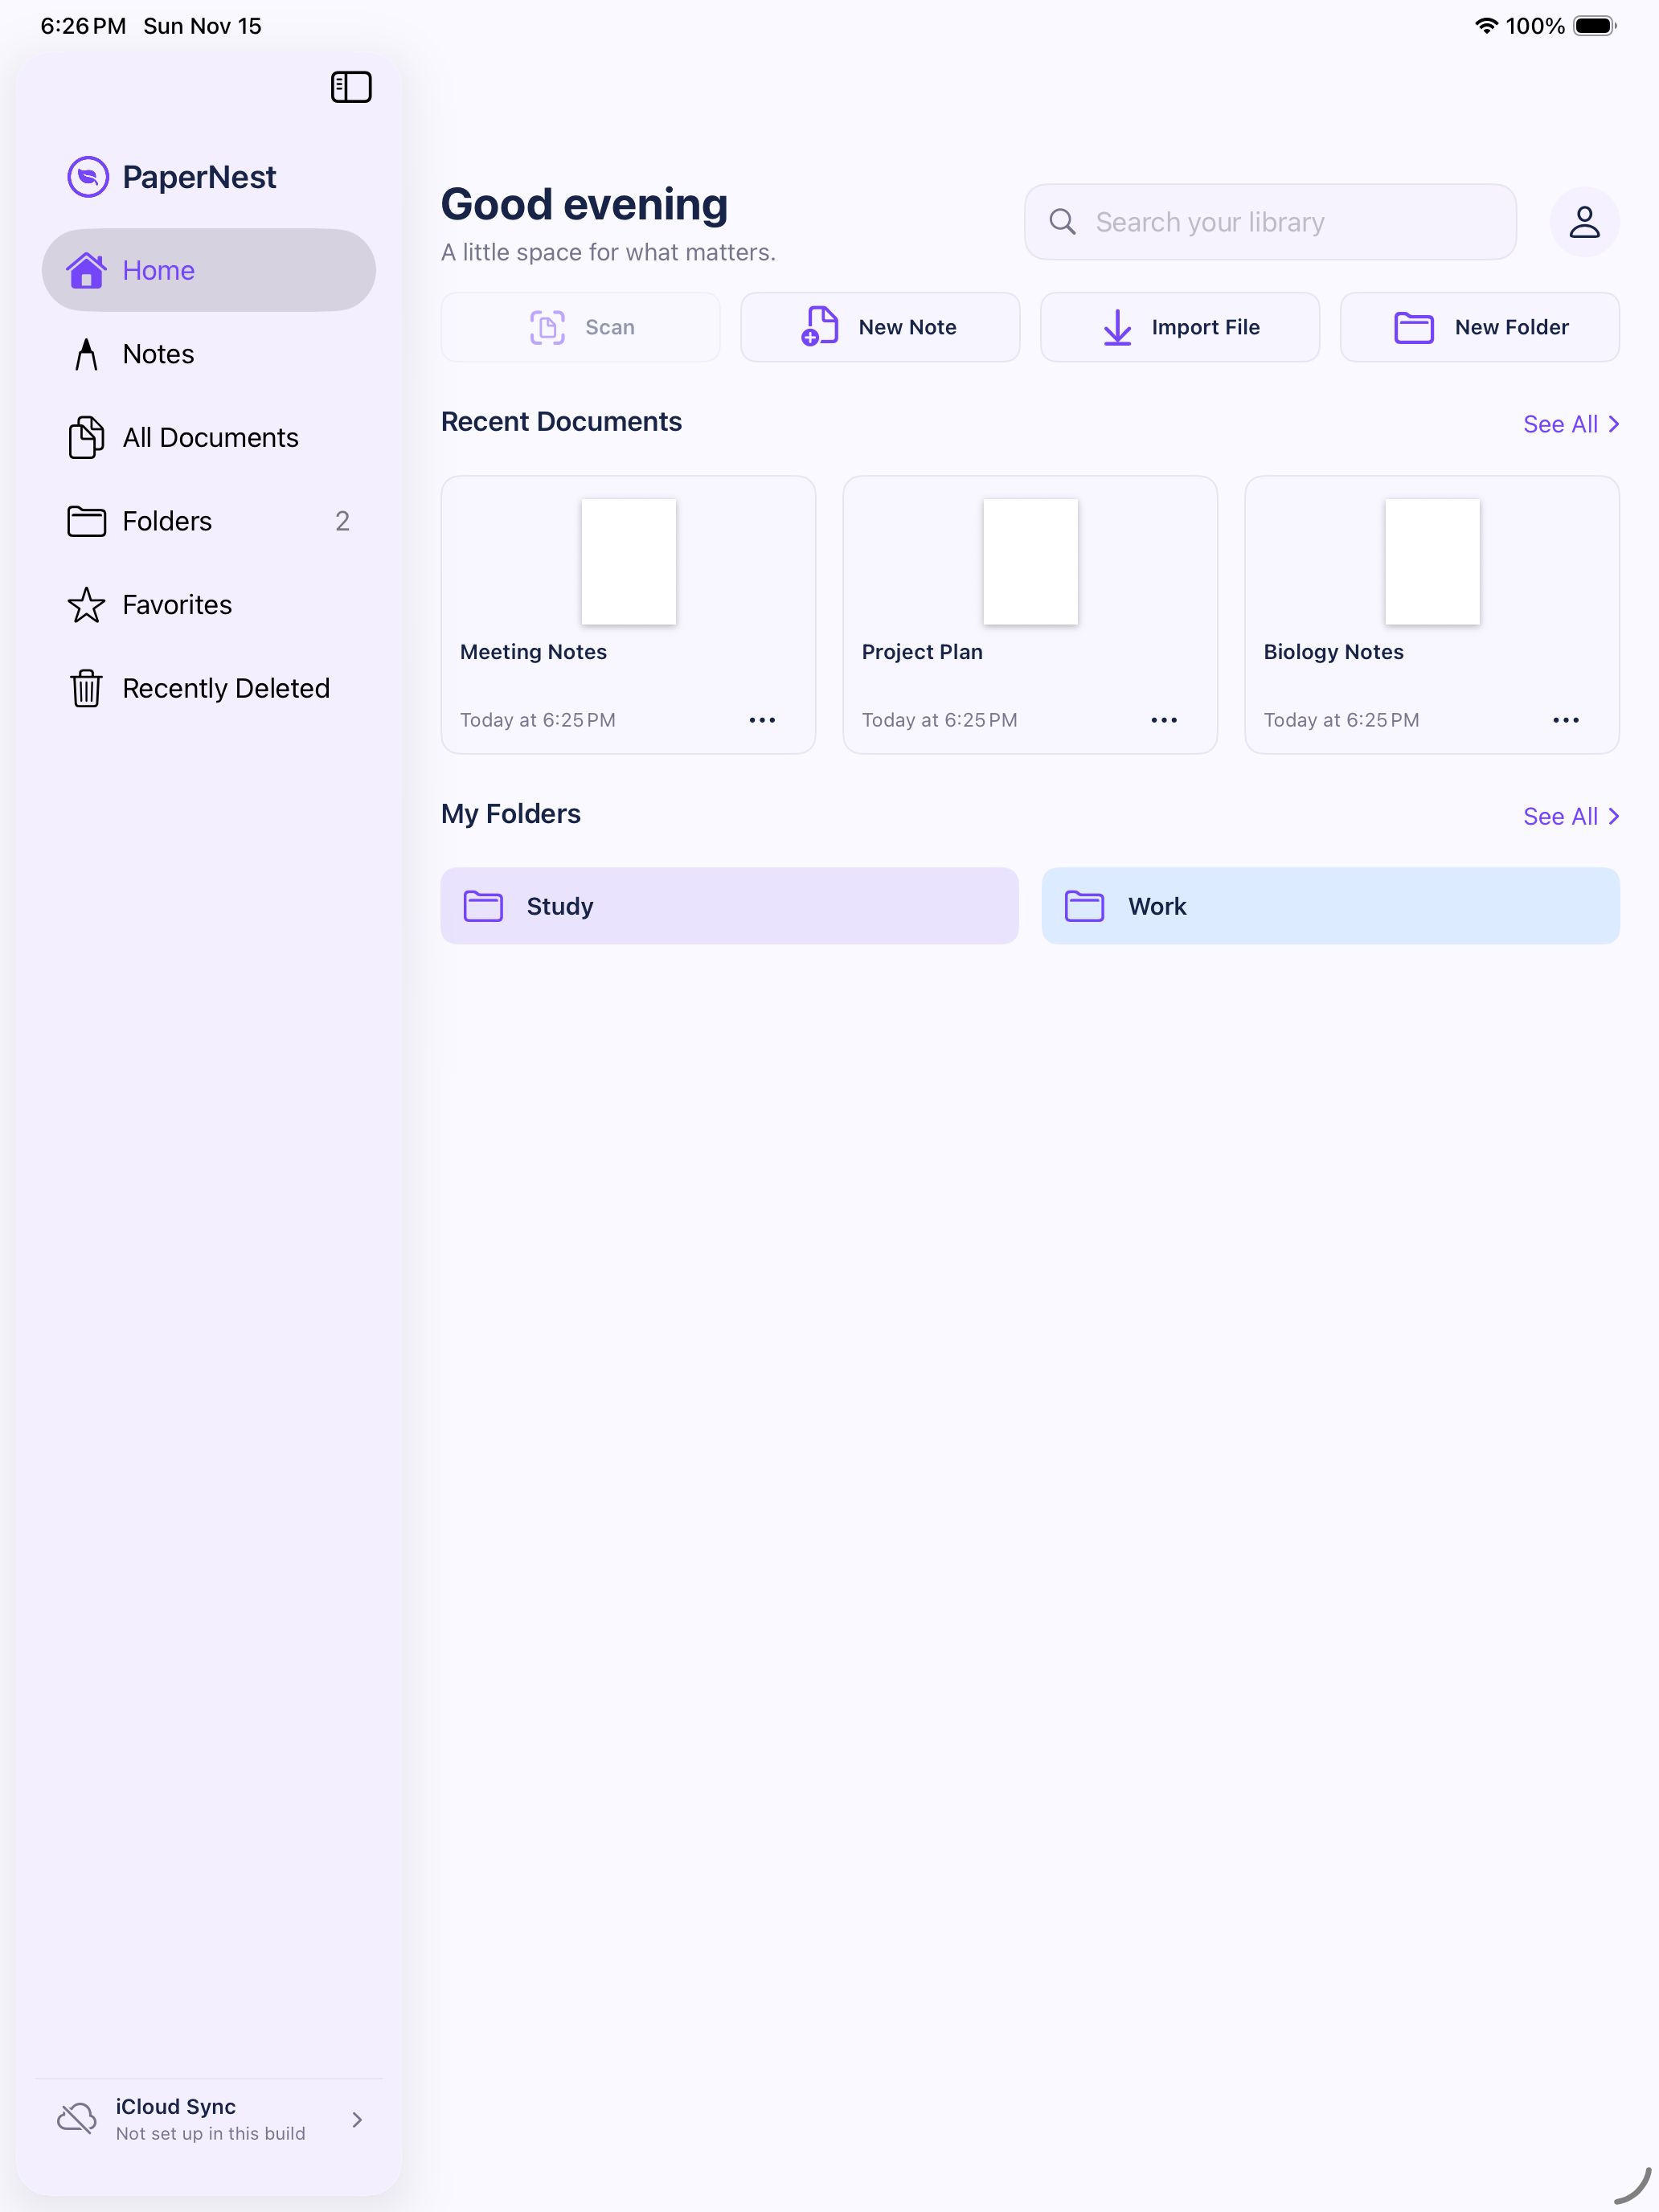 6:26 PM Sun Nov 15
100%
PaperNest
Home
Notes
All Documents
Folders 2
Favorites
Recently Deleted
iCloud Sync
Not set up in this build
Good evening
A little space for what matters.
Search your library
Scan
New Note
Import File
New Folder
Recent Documents
See All
Meeting Notes
Today at 6:25 PM
Project Plan
Today at 6:25 PM
Biology Notes
Today at 6:25 PM
My Folders
See All
Study
Work